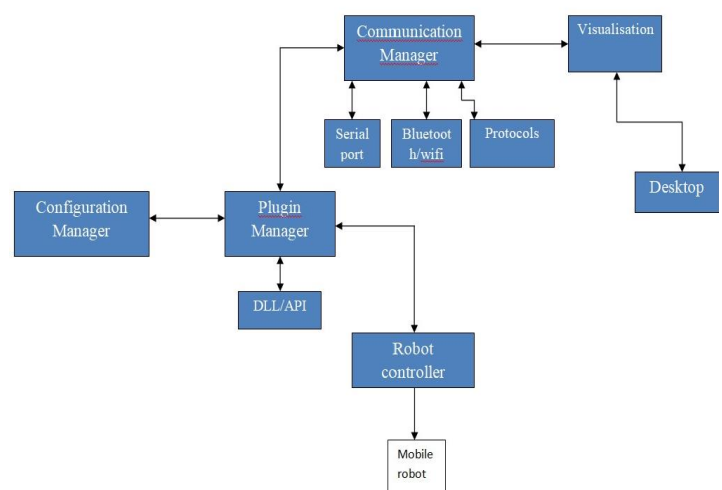 Communication
Manager
Visualisation
Serial
port
Bluetoot
h/wifi
Protocols
Desktop
Configuration
Manager
Plugin
Manager
DLL/API
Robot
controller
Mobile
robot